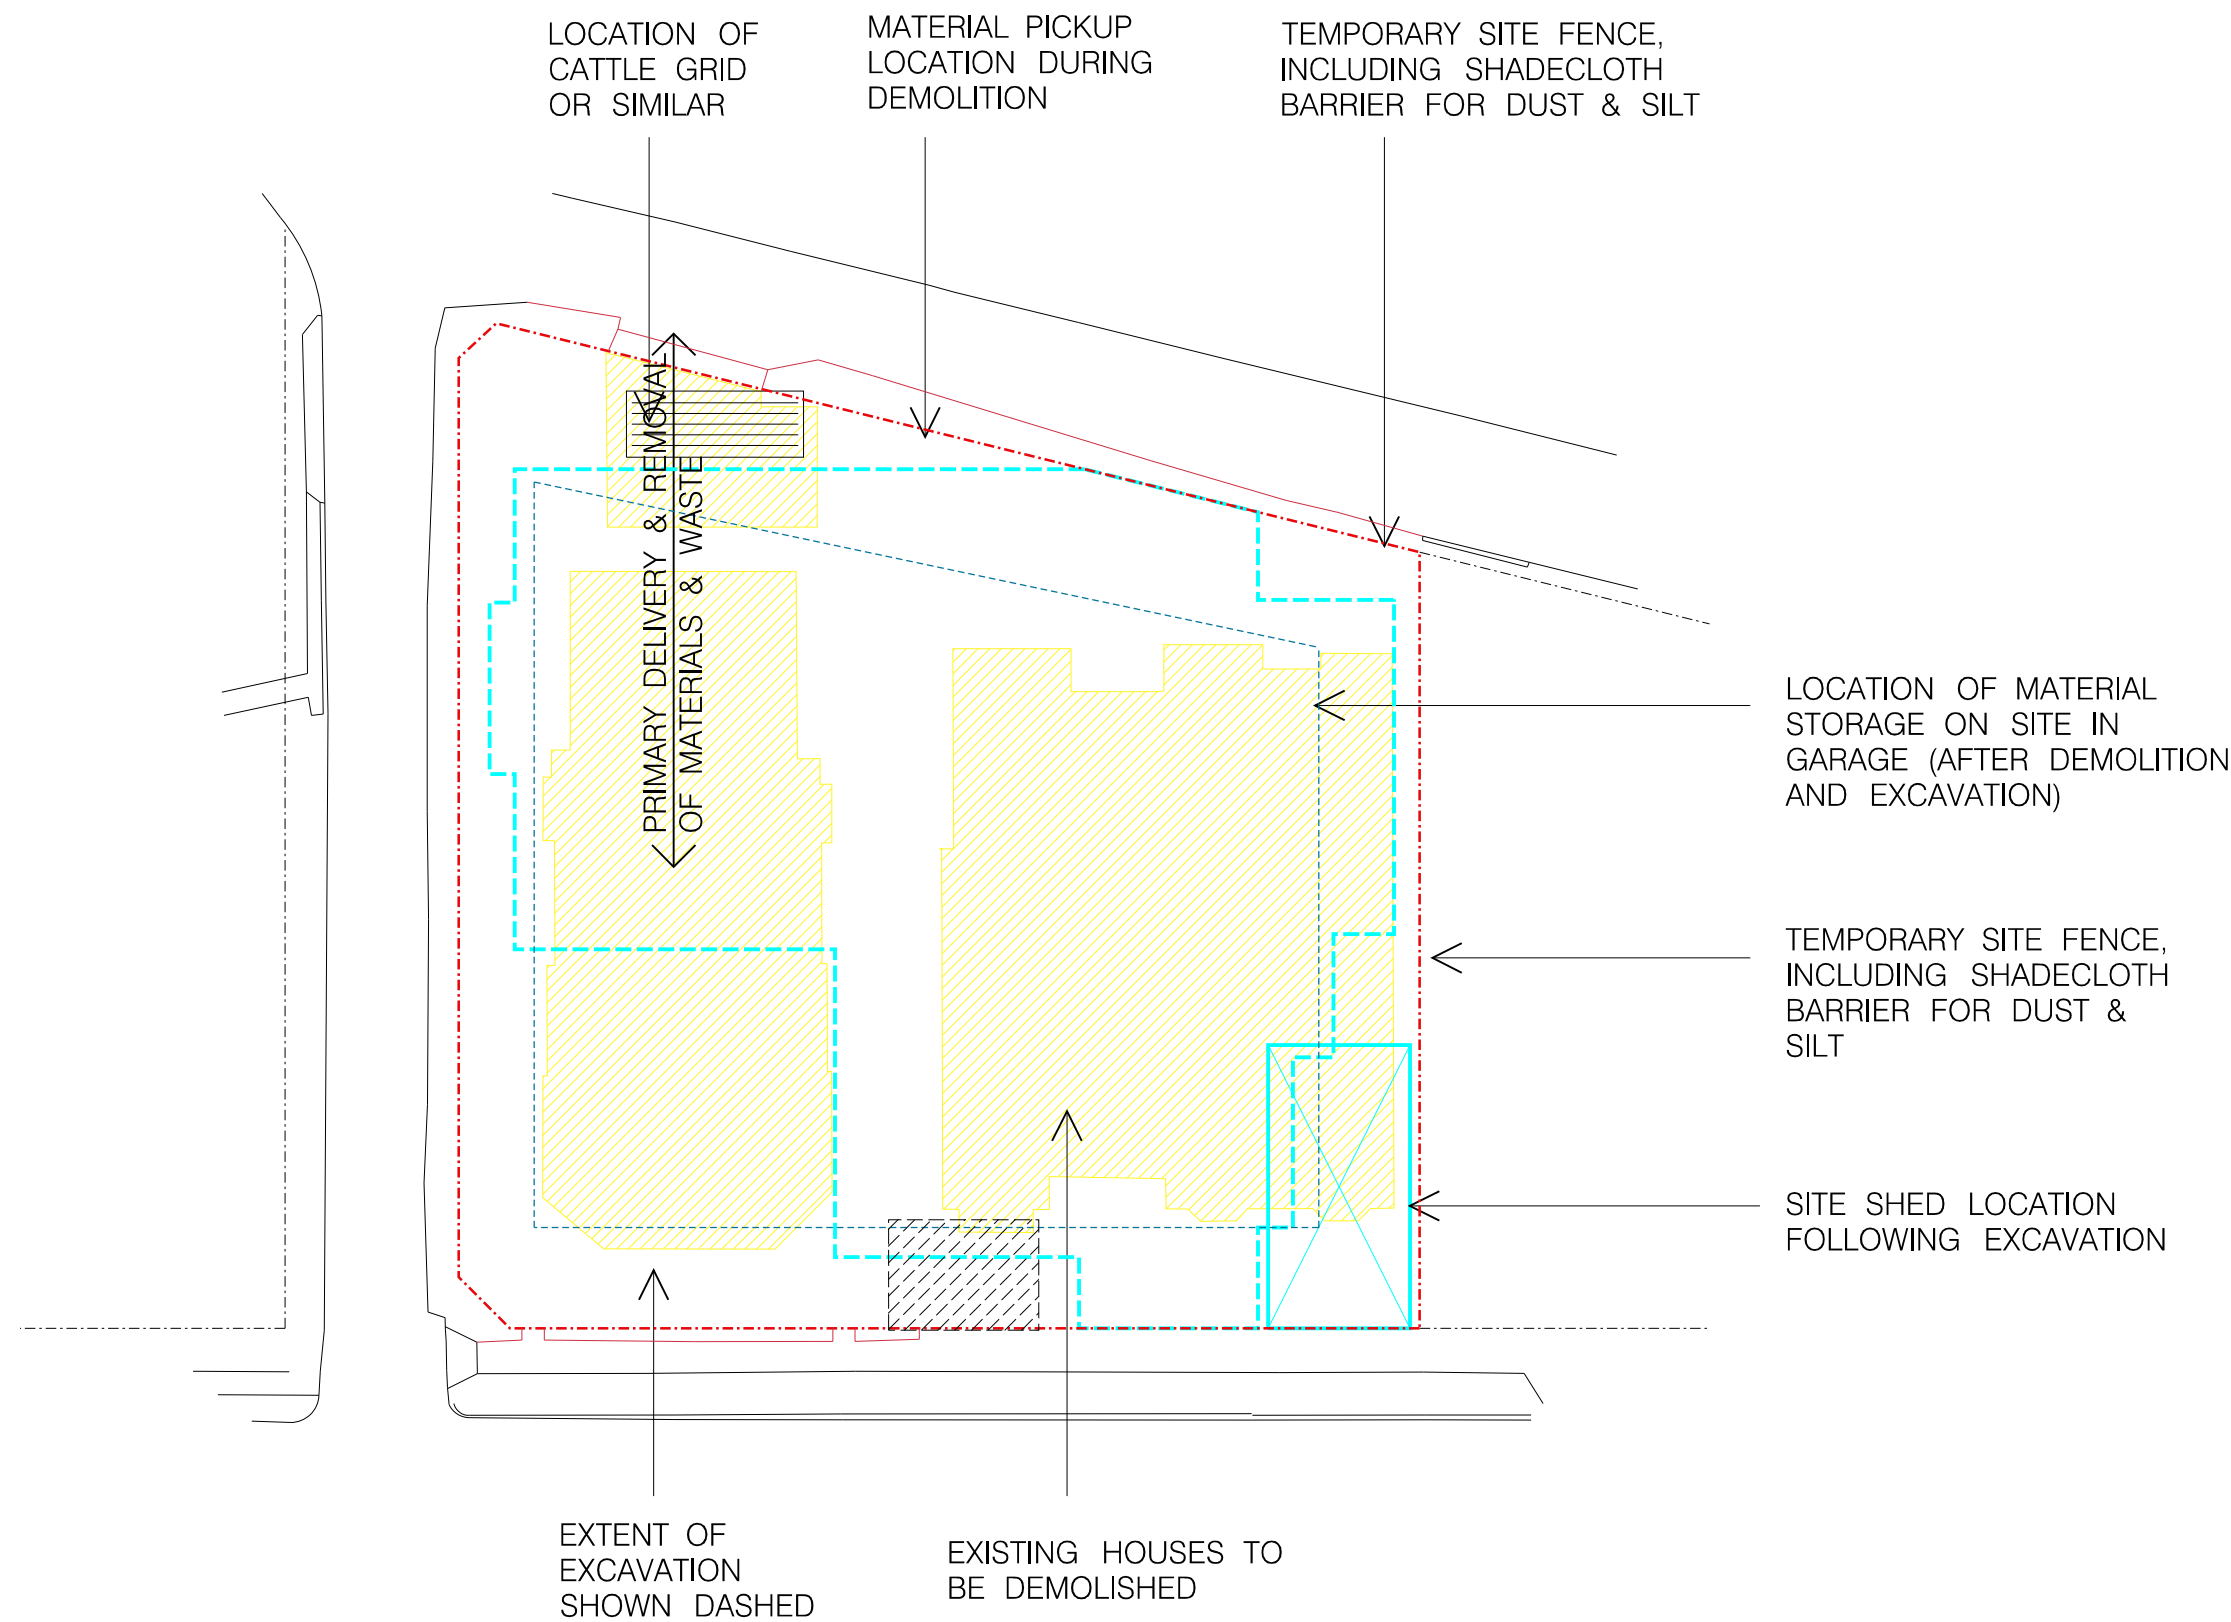 LOCATION OF
CATTLE GRID
OR SIMILAR
MATERIAL PICKUP
LOCATION DURING
DEMOLITION
TEMPORARY SITE FENCE,
INCLUDING SHADECLOTH
BARRIER FOR DUST & SILT
PRIMARY DELIVERY & REMOVAL
OF MATERIALS & WASTE
LOCATION OF MATERIAL
STORAGE ON SITE IN
GARAGE (AFTER DEMOLITION
AND EXCAVATION)
TEMPORARY SITE FENCE,
INCLUDING SHADECLOTH
BARRIER FOR DUST &
SILT
SITE SHED LOCATION
FOLLOWING EXCAVATION
EXTENT OF
EXCAVATION
SHOWN DASHED
EXISTING HOUSES TO
BE DEMOLISHED